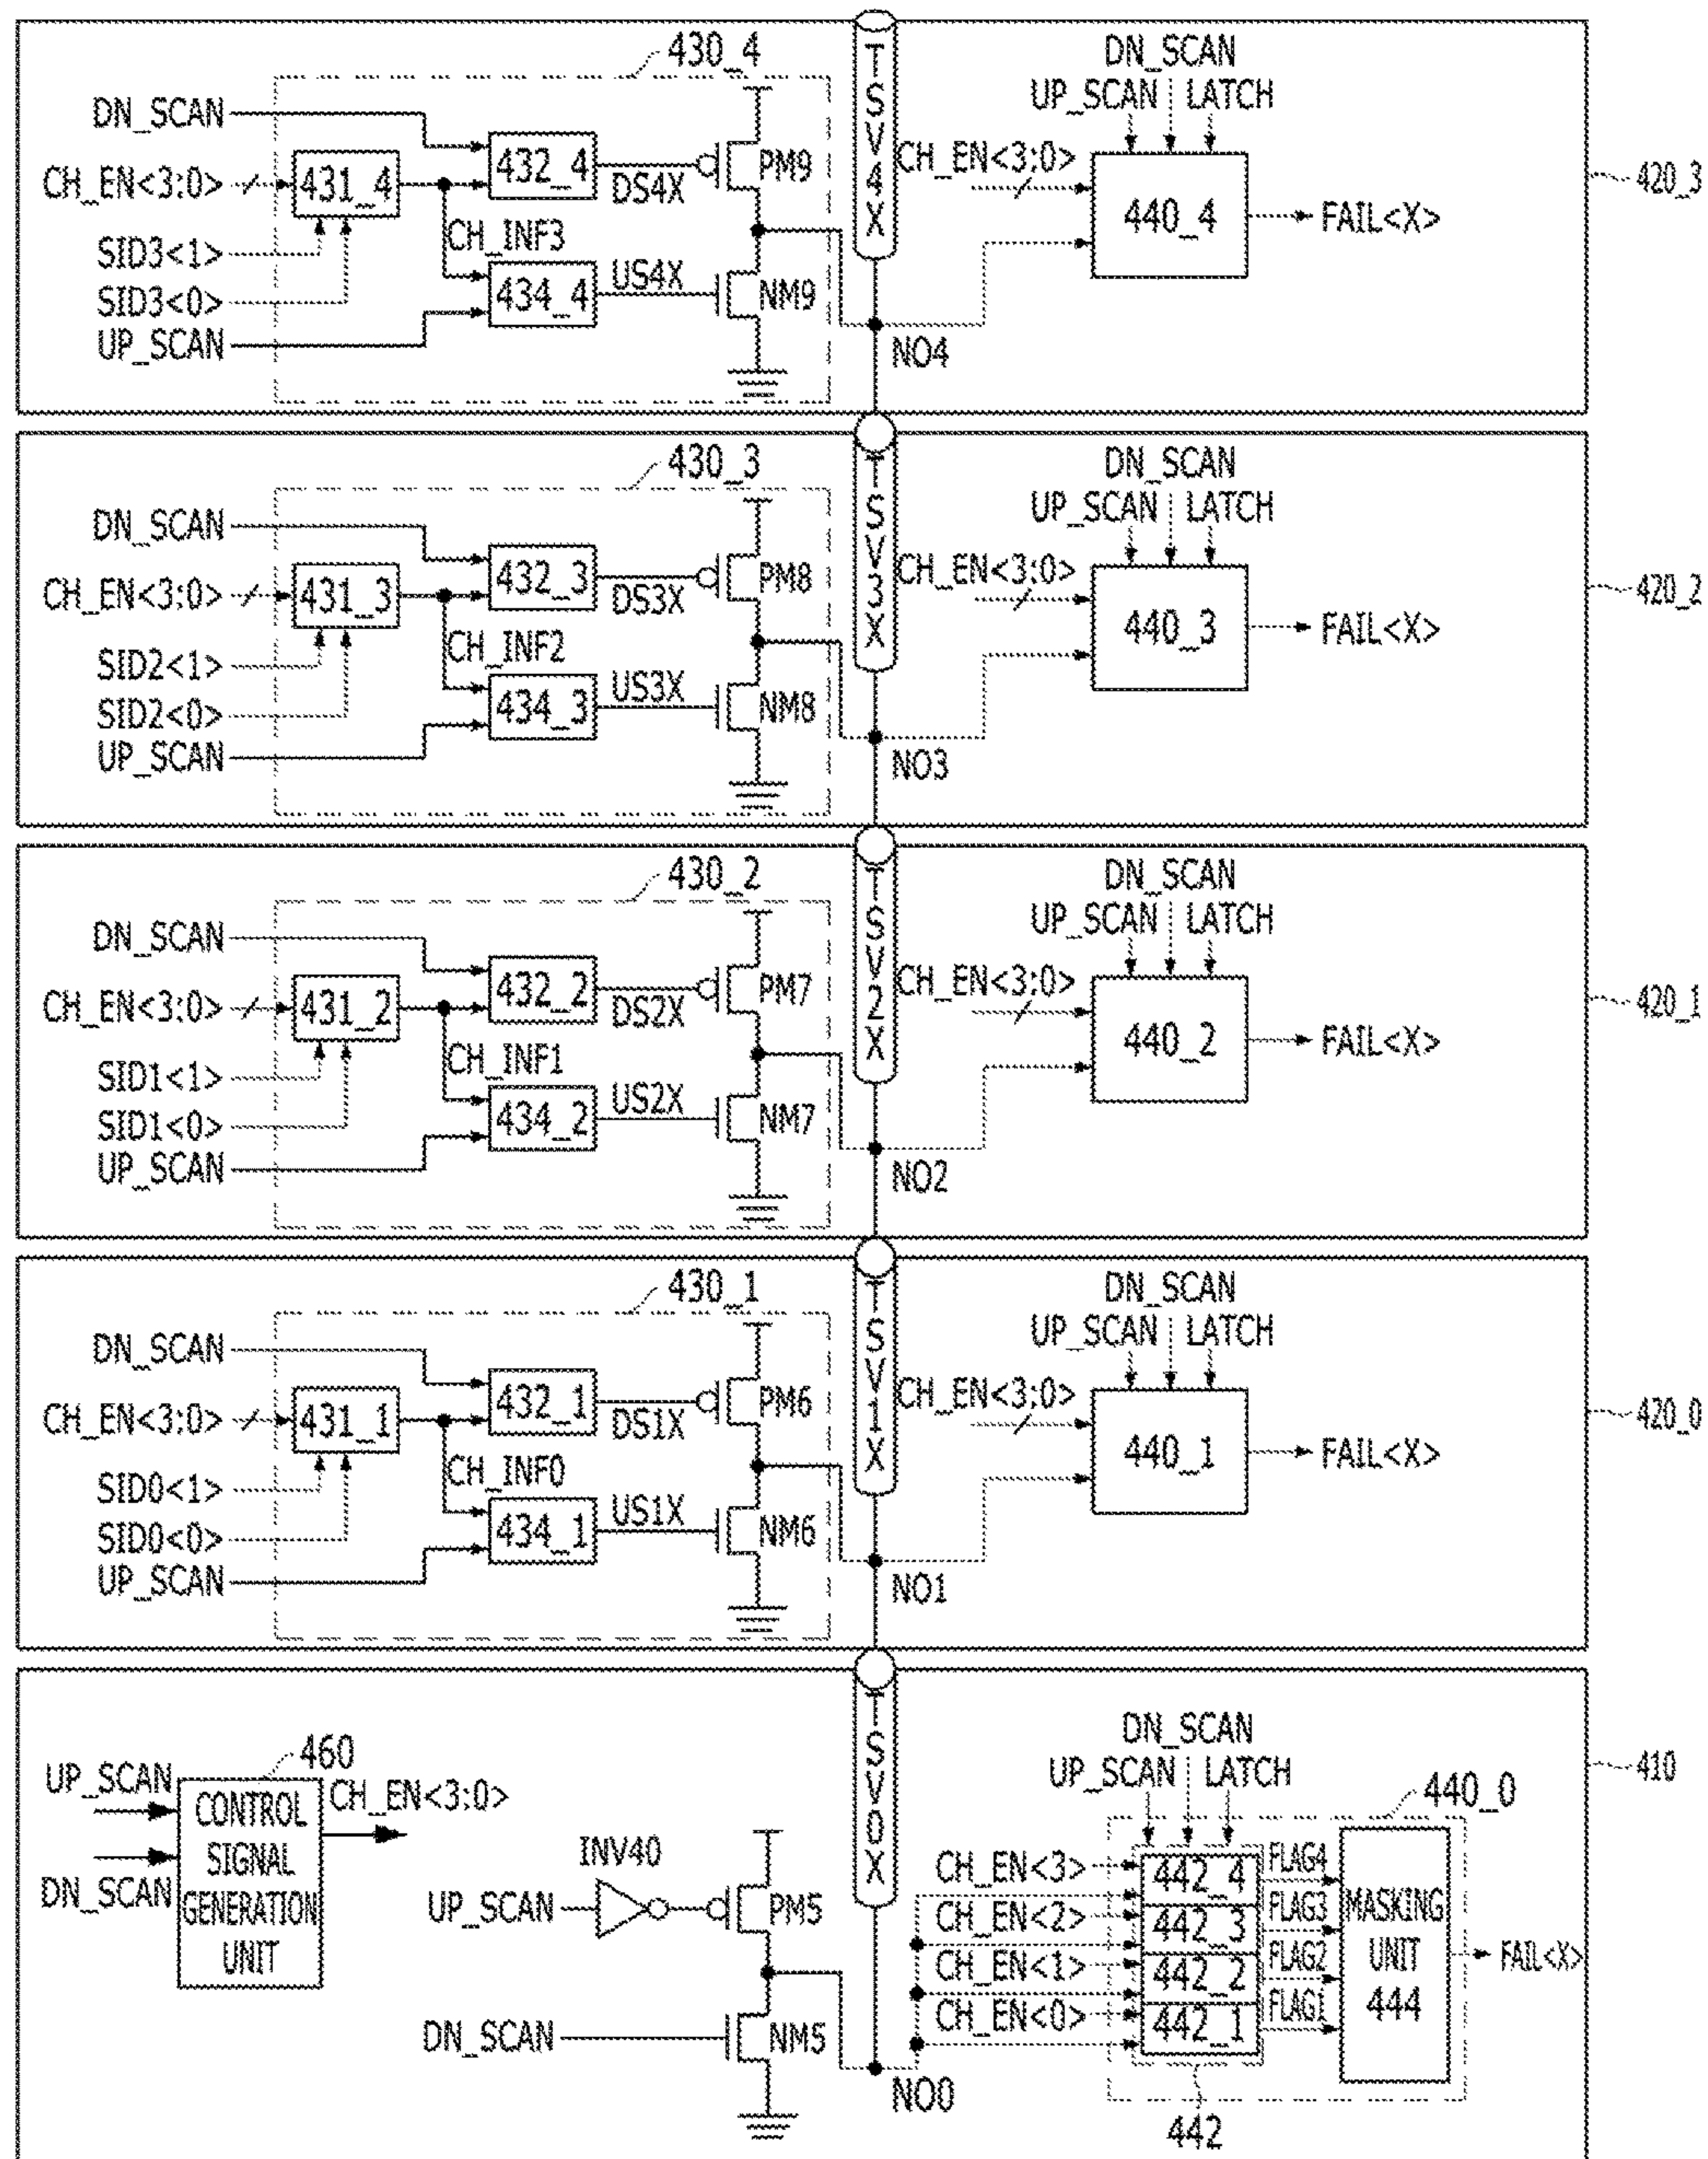 430_4
DN_SCAN
CH_EN<3:0>
SID3<1>
SID3<0>
UP_SCAN
431_4
CH_INF3
432_4
434_4
DS4X
US4X
PM9
NM9
TSV4X
NO4
DN_SCAN
UP_SCAN LATCH
CH_EN<3:0>
440_4
FAIL<X>
420_3
430_3
DN_SCAN
CH_EN<3:0>
SID2<1>
SID2<0>
UP_SCAN
431_3
CH_INF2
432_3
434_3
DS3X
US3X
PM8
NM8
TSV3X
NO3
DN_SCAN
UP_SCAN LATCH
CH_EN<3:0>
440_3
FAIL<X>
420_2
430_2
DN_SCAN
CH_EN<3:0>
SID1<1>
SID1<0>
UP_SCAN
431_2
CH_INF1
432_2
434_2
DS2X
US2X
PM7
NM7
TSV2X
NO2
DN_SCAN
UP_SCAN LATCH
CH_EN<3:0>
440_2
FAIL<X>
420_1
430_1
DN_SCAN
CH_EN<3:0>
SID0<1>
SID0<0>
UP_SCAN
431_1
CH_INF0
432_1
434_1
DS1X
US1X
PM6
NM6
TSV1X
NO1
DN_SCAN
UP_SCAN LATCH
CH_EN<3:0>
440_1
FAIL<X>
420_0
460
UP_SCAN
DN_SCAN
CONTROL
SIGNAL
GENERATION
UNIT
CH_EN<3:0>
INV40
UP_SCAN
DN_SCAN
PM5
NM5
TSV0X
NO0
DN_SCAN
UP_SCAN LATCH
440_0
CH_EN<3>
CH_EN<2>
CH_EN<1>
CH_EN<0>
442_4
442_3
442_2
442_1
FLAG4
FLAG3
FLAG2
FLAG1
MASKING
UNIT
444
FAIL<X>
442
410